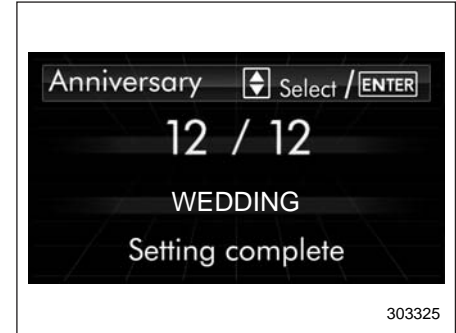 Anniversary Select / ENTER
12 / 12
WEDDING
Setting complete
303325